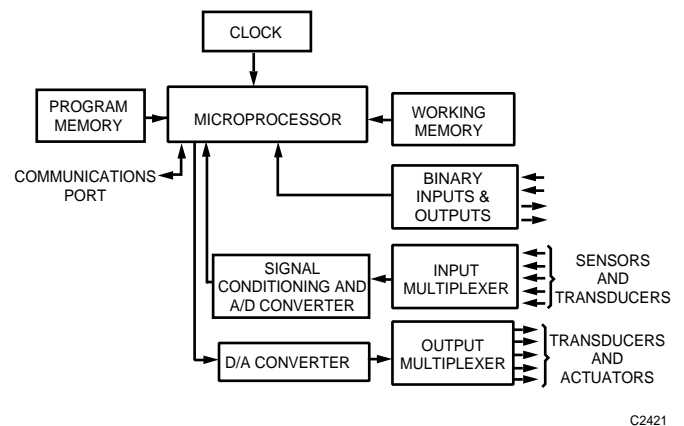 CLOCK
PROGRAM
MEMORY
MICROPROCESSOR
WORKING
MEMORY
COMMUNICATIONS
PORT
BINARY
INPUTS &
OUTPUTS
SIGNAL
CONDITIONING AND
A/D CONVERTER
INPUT
MULTIPLEXER
SENSORS
AND
TRANSDUCERS
D/A CONVERTER
OUTPUT
MULTIPLEXER
TRANSDUCERS
AND
ACTUATORS
C2421